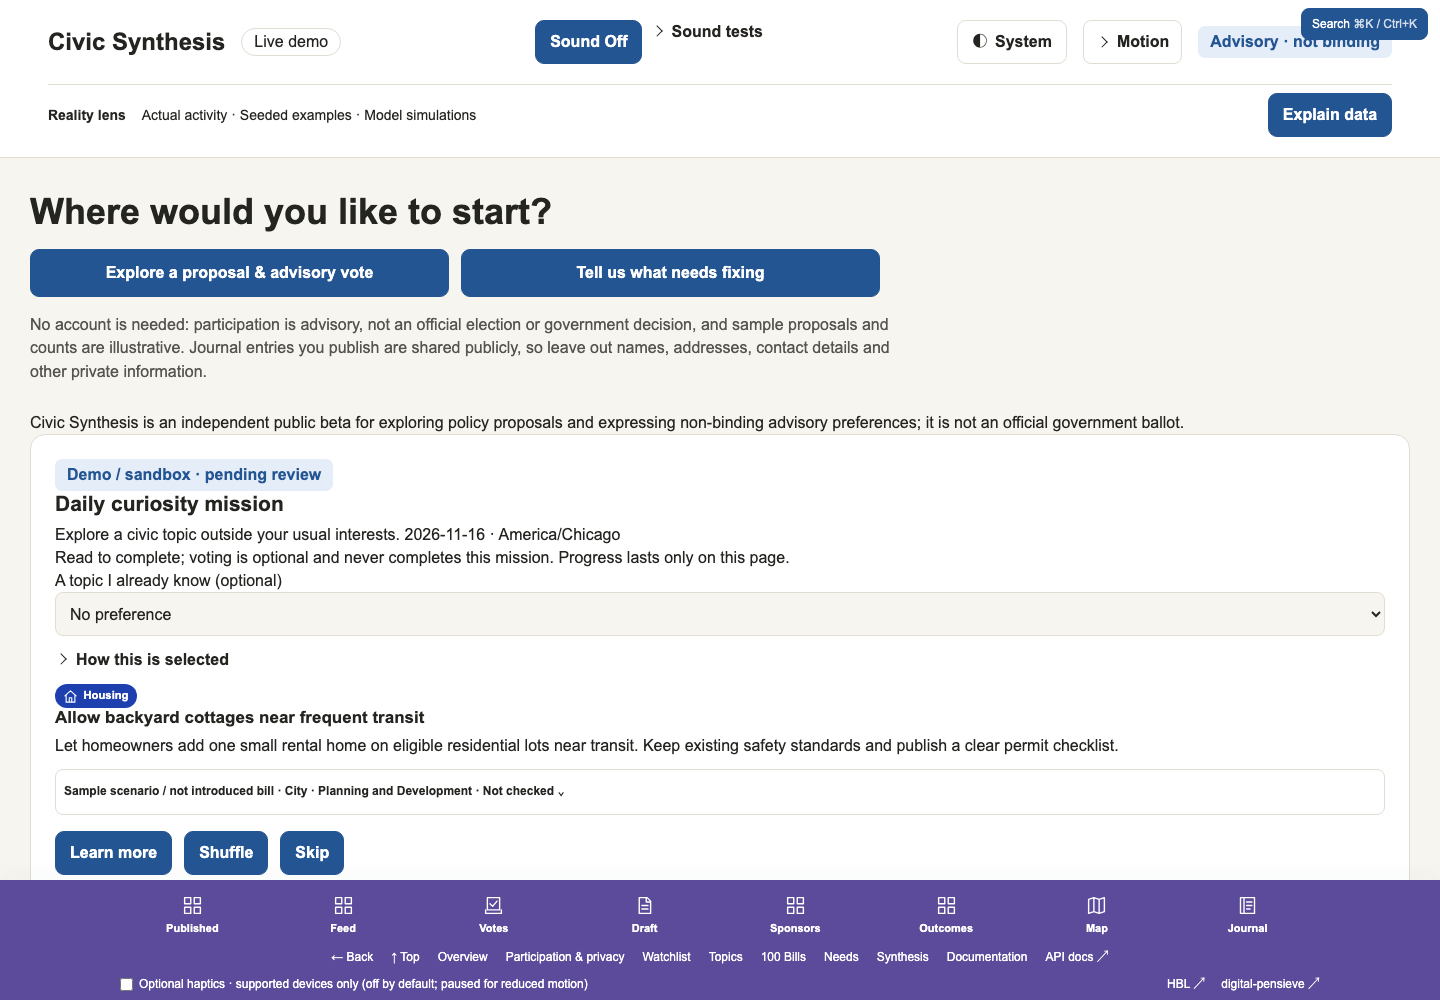 Civic Synthesis
Live demo
Sound Off
Sound tests
System
Motion
Advisory · not binding
Search ⌘K / Ctrl+K
Reality lens Actual activity · Seeded examples · Model simulations
Explain data
Where would you like to start?
Explore a proposal & advisory vote
Tell us what needs fixing
No account is needed: participation is advisory, not an official election or government decision, and sample proposals and
counts are illustrative. Journal entries you publish are shared publicly, so leave out names, addresses, contact details and
other private information.
Civic Synthesis is an independent public beta for exploring policy proposals and expressing non-binding advisory preferences; it is not an official government ballot.
Demo / sandbox · pending review
Daily curiosity mission
Explore a civic topic outside your usual interests. 2026-11-16 · America/Chicago
Read to complete; voting is optional and never completes this mission. Progress lasts only on this page.
A topic I already know (optional)
No preference
How this is selected
Housing
Allow backyard cottages near frequent transit
Let homeowners add one small rental home on eligible residential lots near transit. Keep existing safety standards and publish a clear permit checklist.
Sample scenario / not introduced bill · City · Planning and Development · Not checked
Learn more
Shuffle
Skip
Published
Feed
Votes
Draft
Sponsors
Outcomes
Map
Journal
← Back
↑ Top
Overview
Participation & privacy
Watchlist
Topics
100 Bills
Needs
Synthesis
Documentation
API docs ↗
Optional haptics · supported devices only (off by default; paused for reduced motion)
HBL ↗
digital-pensieve ↗